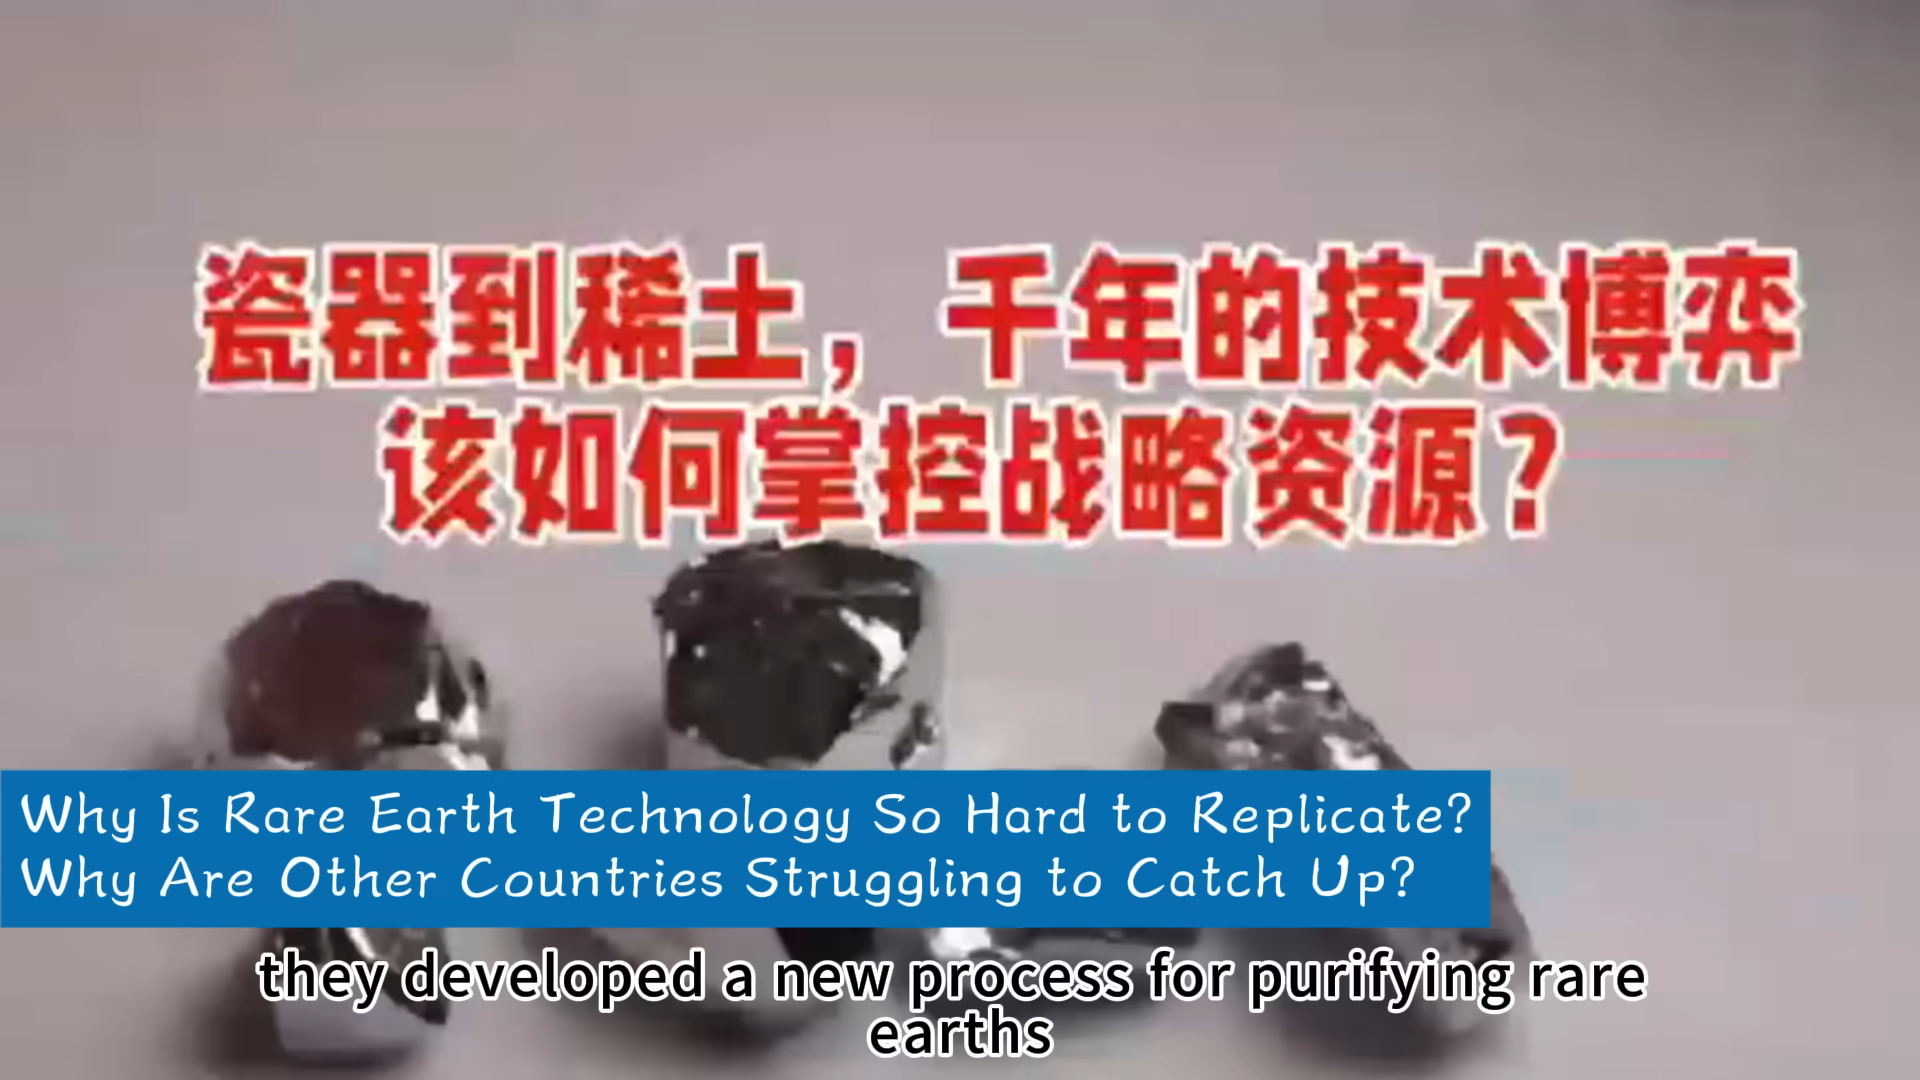 瓷器到稀土，千年的技术博弈
该如何掌控战略资源？
Why Is Rare Earth Technology So Hard to Replicate?
Why Are Other Countries Struggling to Catch Up?
they developed a new process for purifying rare
earths